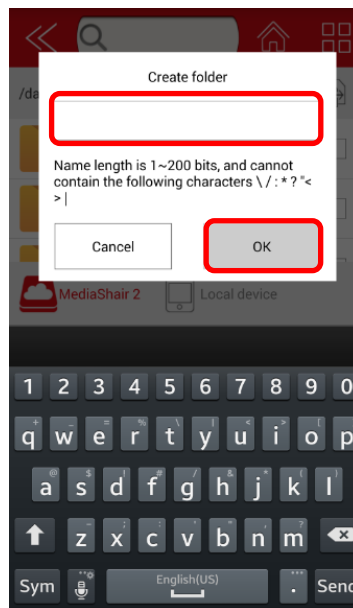 /da
Create folder
Name length is 1~200 bits, and cannot
contain the following characters \ / : * ? "<
> |
Cancel
OK
MediaShair 2
Local device
1 2 3 4 5 6 7 8 9 0
q w e r t y u i o p
a s d f g h j k l
z x c v b n m
Sym English(US) . Send